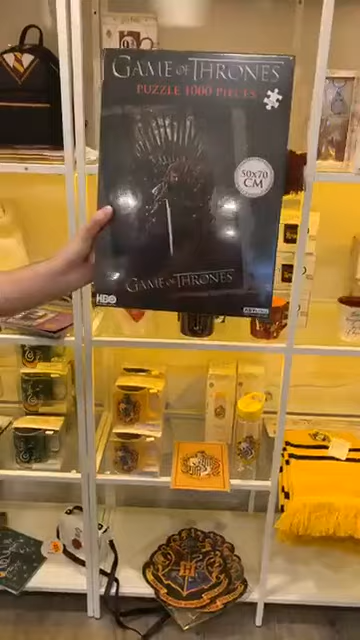 GAME OF THRONES
PUZZLE 1000 PIECES
50x70
CM
GAME OF THRONES
HBO